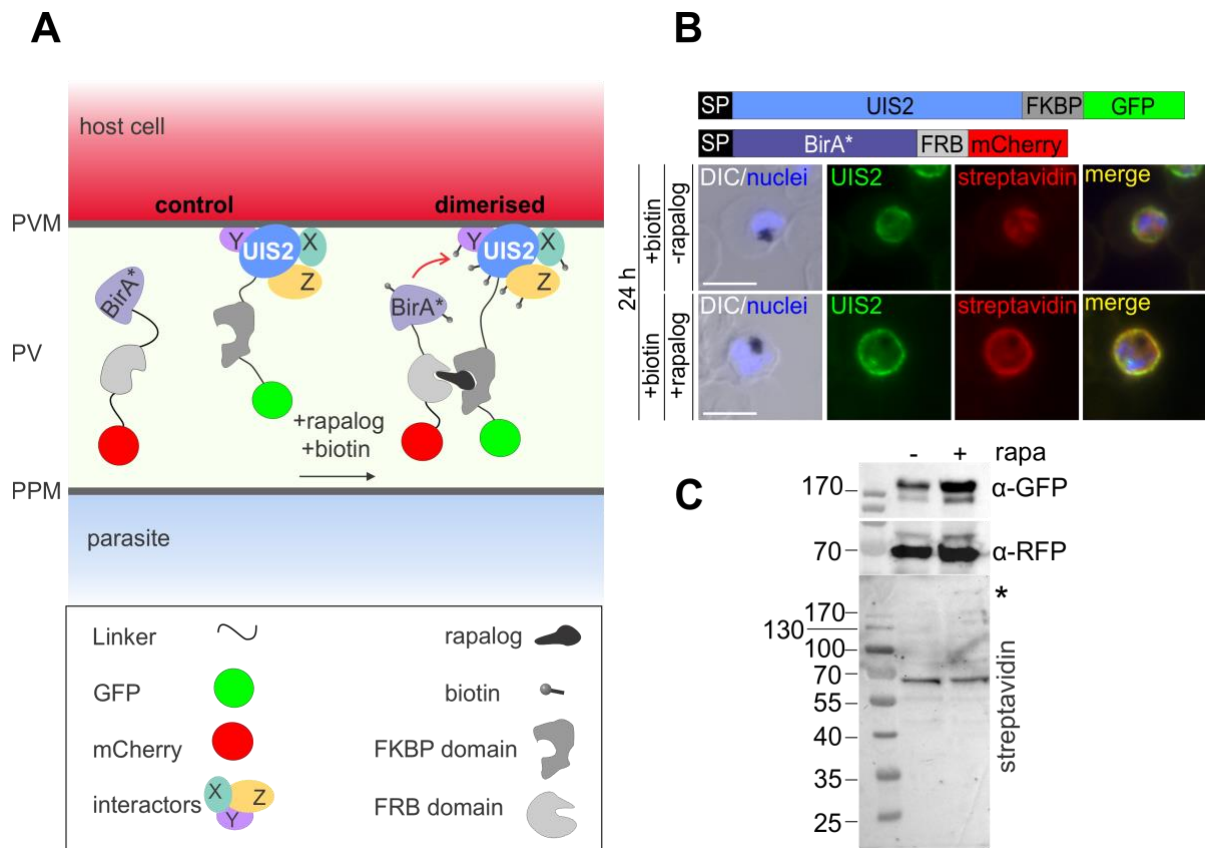 A
host cell
control
dimerised
PVM
Y
UIS2
X
Z
Y
UIS2
X
Z
BirA*
BirA*
PV
+rapalog
+biotin
PPM
parasite
Linker
rapalog
GFP
biotin
mCherry
FKBP domain
interactors
X
Z
Y
FRB domain
B
SP UIS2 FKBP GFP
SP BirA* FRB mCherry
24 h
+biotin
-rapalog
DIC/nuclei UIS2 streptavidin merge
+biotin
+rapalog
DIC/nuclei UIS2 streptavidin merge
C
- + rapa
170 α-GFP
70 α-RFP
*
170
130
100
70
55
40
35
25
streptavidin